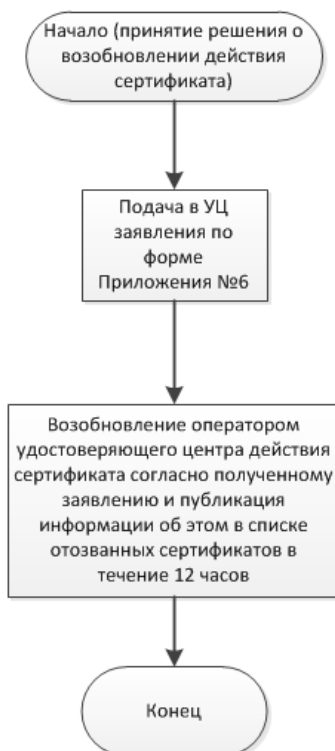 Начало (принятие решения о
возобновлении действия
сертификата)
Подача в УЦ
заявления по
форме
Приложения №6
Возобновление оператором
удостоверяющего центра действия
сертификата согласно полученному
заявлению и публикация
информации об этом в списке
отозванных сертификатов в
течение 12 часов
Конец